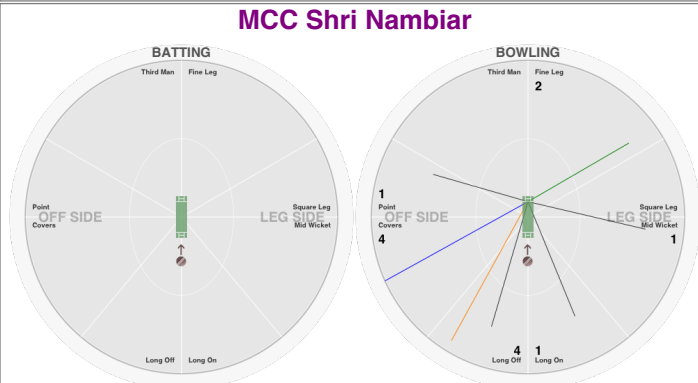 MCC Shri Nambiar
BATTING
Third Man
Fine Leg
Point
OFF SIDE
Covers
Square Leg
LEG SIDE
Mid Wicket
Long Off
Long On
BOWLING
Third Man
Fine Leg
2
1
Point
OFF SIDE
Covers
4
Square Leg
LEG SIDE
Mid Wicket
1
4
1
Long Off
Long On